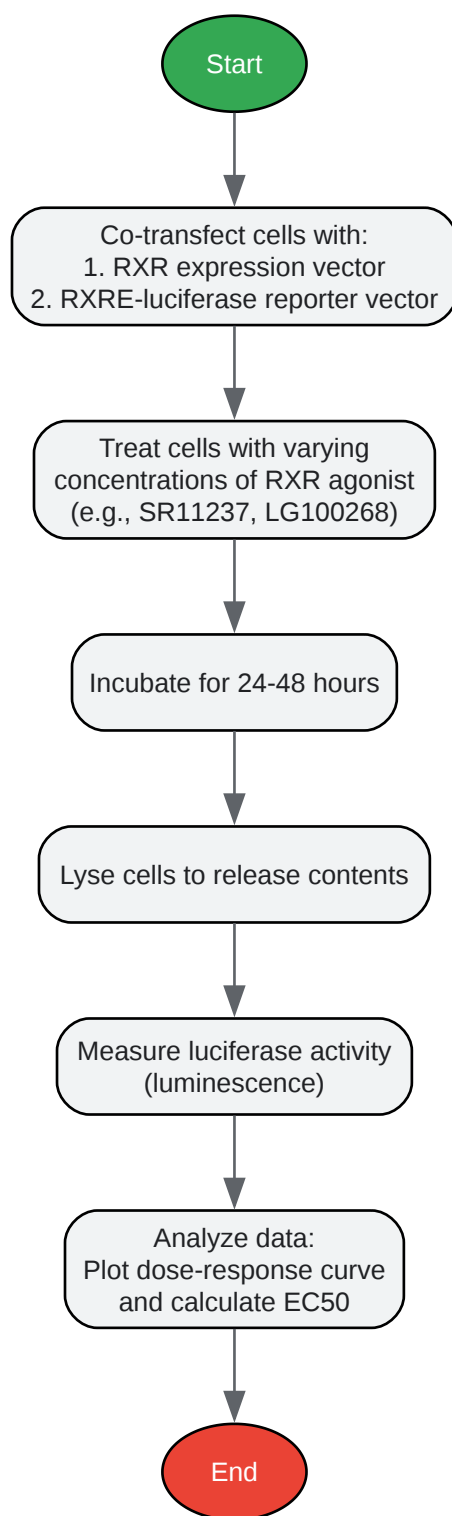 Start
Co-transfect cells with:
1. RXR expression vector
2. RXRE-luciferase reporter vector
Treat cells with varying
concentrations of RXR agonist
(e.g., SR11237, LG100268)
Incubate for 24-48 hours
Lyse cells to release contents
Measure luciferase activity
(luminescence)
Analyze data:
Plot dose-response curve
and calculate EC50
End